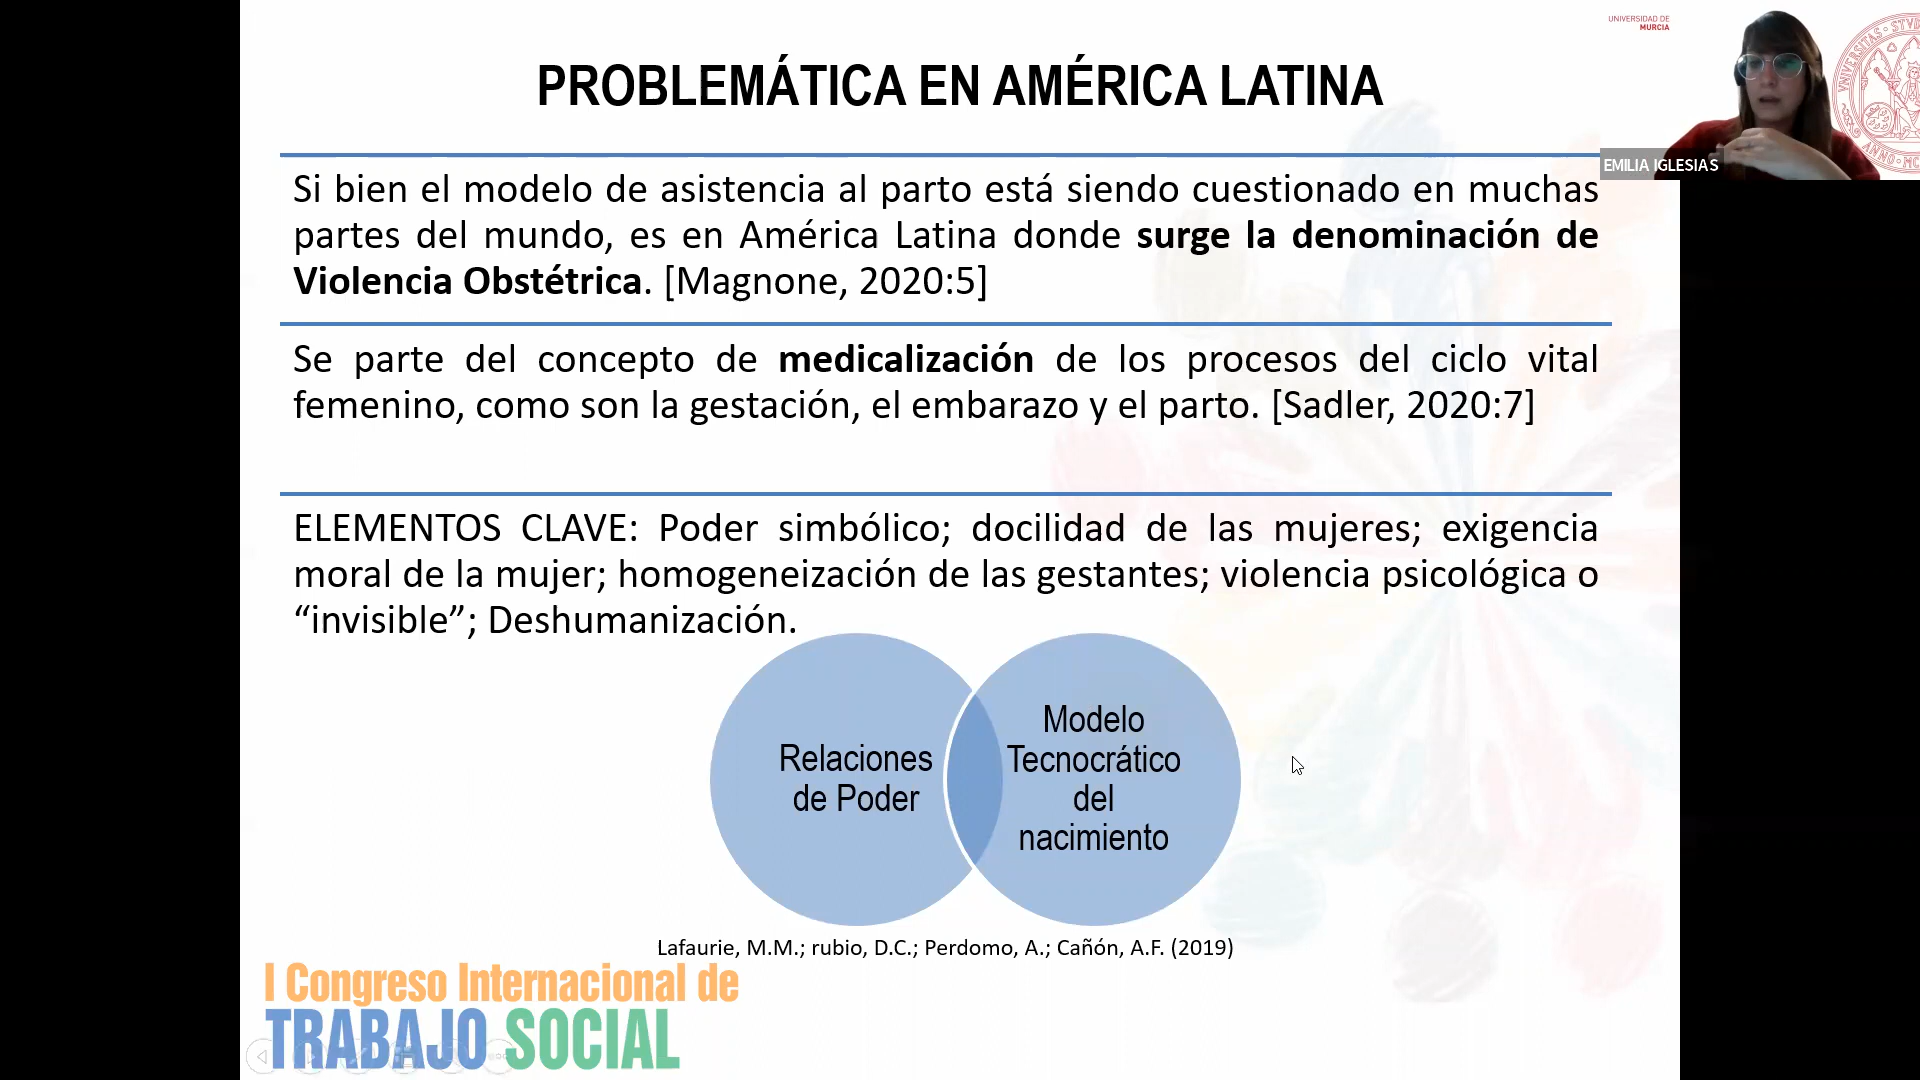 UNIVERSIDAD DE
MURCIA
PROBLEMÁTICA EN AMÉRICA LATINA
EMILIA IGLESIAS
Si bien el modelo de asistencia al parto está siendo cuestionado en muchas
partes del mundo, es en América Latina donde surge la denominación de
Violencia Obstétrica. [Magnone, 2020:5]
Se parte del concepto de medicalización de los procesos del ciclo vital
femenino, como son la gestación, el embarazo y el parto. [Sadler, 2020:7]
ELEMENTOS CLAVE: Poder simbólico; docilidad de las mujeres; exigencia
moral de la mujer; homogeneización de las gestantes; violencia psicológica o
“invisible”; Deshumanización.
Relaciones
de Poder
Modelo
Tecnocrático
del
nacimiento
Lafaurie, M.M.; rubio, D.C.; Perdomo, A.; Cañón, A.F. (2019)
I Congreso Internacional de
TRABAJO SOCIAL